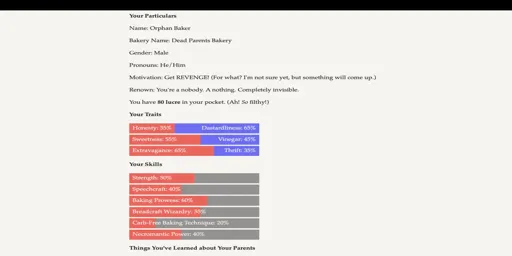 Your Particulars
Name: Orphan Baker
Bakery Name: Dead Parents Bakery
Gender: Male
Pronouns: He/Him
Motivation: Get REVENGE! (For what? I'm not sure yet, but something will come up.)
Renown: You're a nobody. A nothing. Completely invisible.
You have 80 lucre in your pocket. (Ah! So filthy!)
Your Traits
Honesty: 35% Dastardliness: 65%
Sweetness: 55% Vinegar: 45%
Extravagance: 65% Thrift: 35%
Your Skills
Strength: 50%
Speechcraft: 40%
Baking Prowess: 60%
Breadcraft Wizardry:
Carb-Free Baking Technique: 20%
Necromantic Power: 40%
Things You've Learned about Your Parents